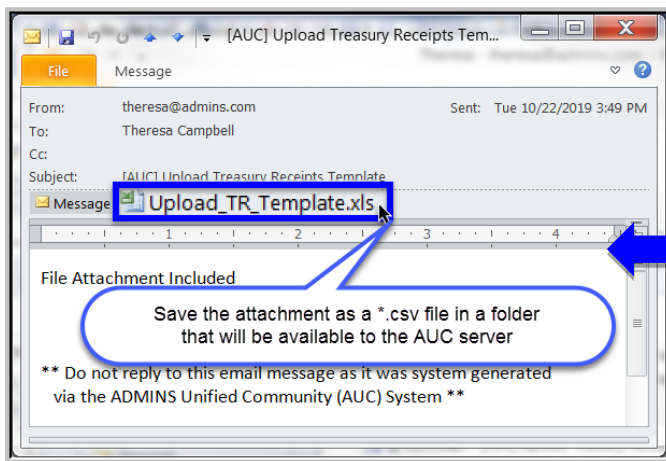 [AUC] Upload Treasury Receipts Tem...
File Message
From: theresa@admins.com Sent: Tue 10/22/2019 3:49 PM
To: Theresa Campbell
Cc:
Subject: [AUC] Upload Treasury Receipts Template
Message Upload_TR_Template.xls
1 2 3 4
File Attachment Included
Save the attachment as a *.csv file in a folder
that will be available to the AUC server
** Do not reply to this email message as it was system generated
via the ADMINS Unified Community (AUC) System **